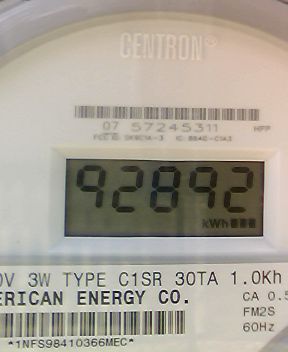 CENTRON®
07 57245311 HPP
92892
kWh
0V 3W TYPE C1SR 30TA 1.0Kh
ERICAN ENERGY CO.
CA 0.5
FM2S
60Hz
*1NFS98410366MEC*